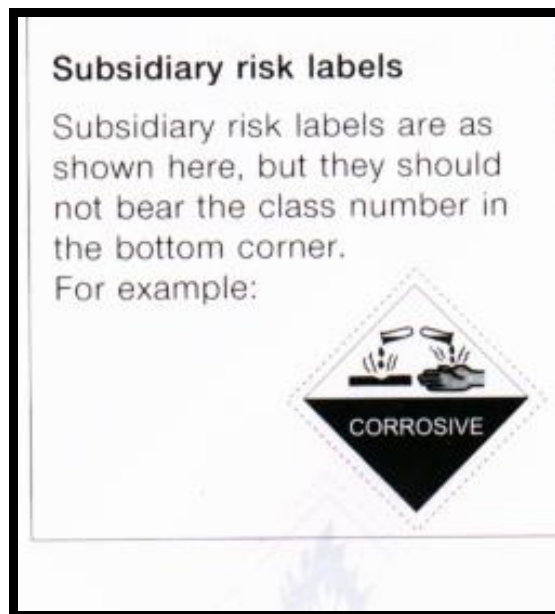 Subsidiary risk labels
Subsidiary risk labels are as
shown here, but they should
not bear the class number in
the bottom corner.
For example:
CORROSIVE